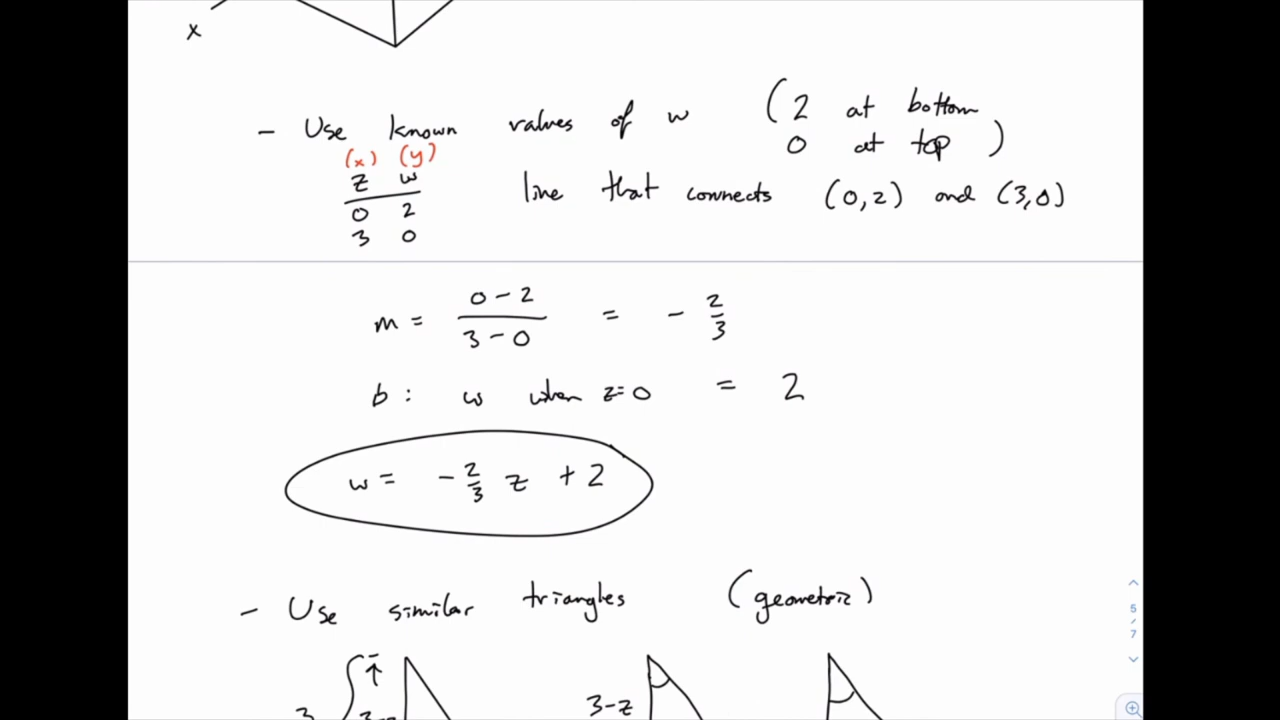 x
- Use known values of w (2 at bottom
0 at top)
(x) (y)
z w
0 2
3 0
line that connects (0,2) and (3,0)
m = 0-2 / 3-0 = - 2/3
b: w when z=0 = 2
w = - 2/3 z + 2
- Use similar triangles (geometric)
3-z
5
/
7